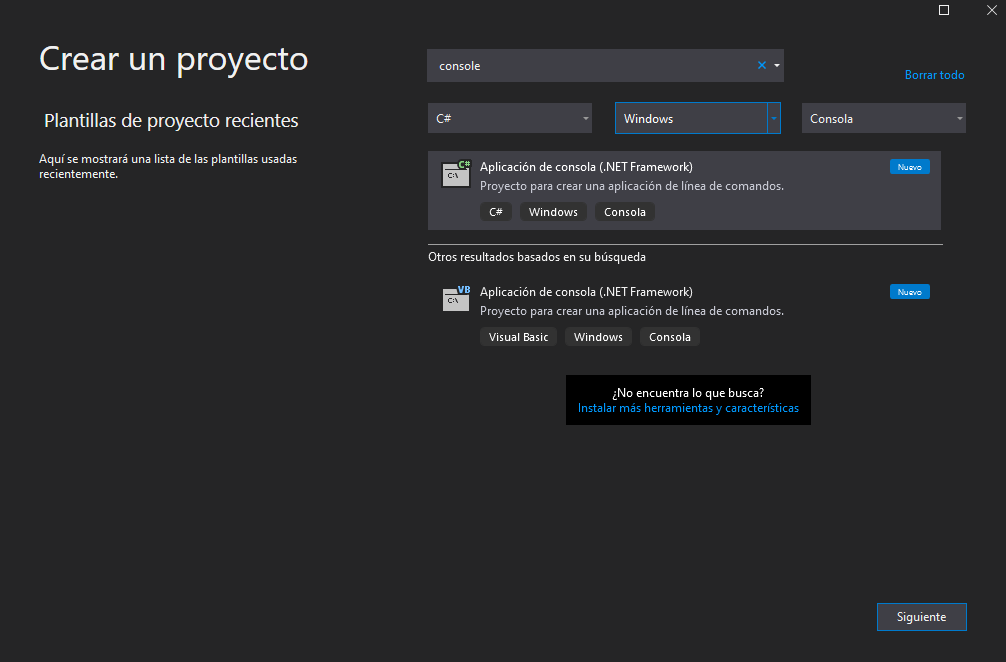 Crear un proyecto
console
Borrar todo
Plantillas de proyecto recientes
C#
Windows
Consola
Aquí se mostrará una lista de las plantillas usadas
recientemente.
C#
C:\
Aplicación de consola (.NET Framework)
Nuevo
Proyecto para crear una aplicación de línea de comandos.
C#
Windows
Consola
Otros resultados basados en su búsqueda
VB
C:\
Aplicación de consola (.NET Framework)
Nuevo
Proyecto para crear una aplicación de línea de comandos.
Visual Basic
Windows
Consola
¿No encuentra lo que busca?
Instalar más herramientas y características
Siguiente